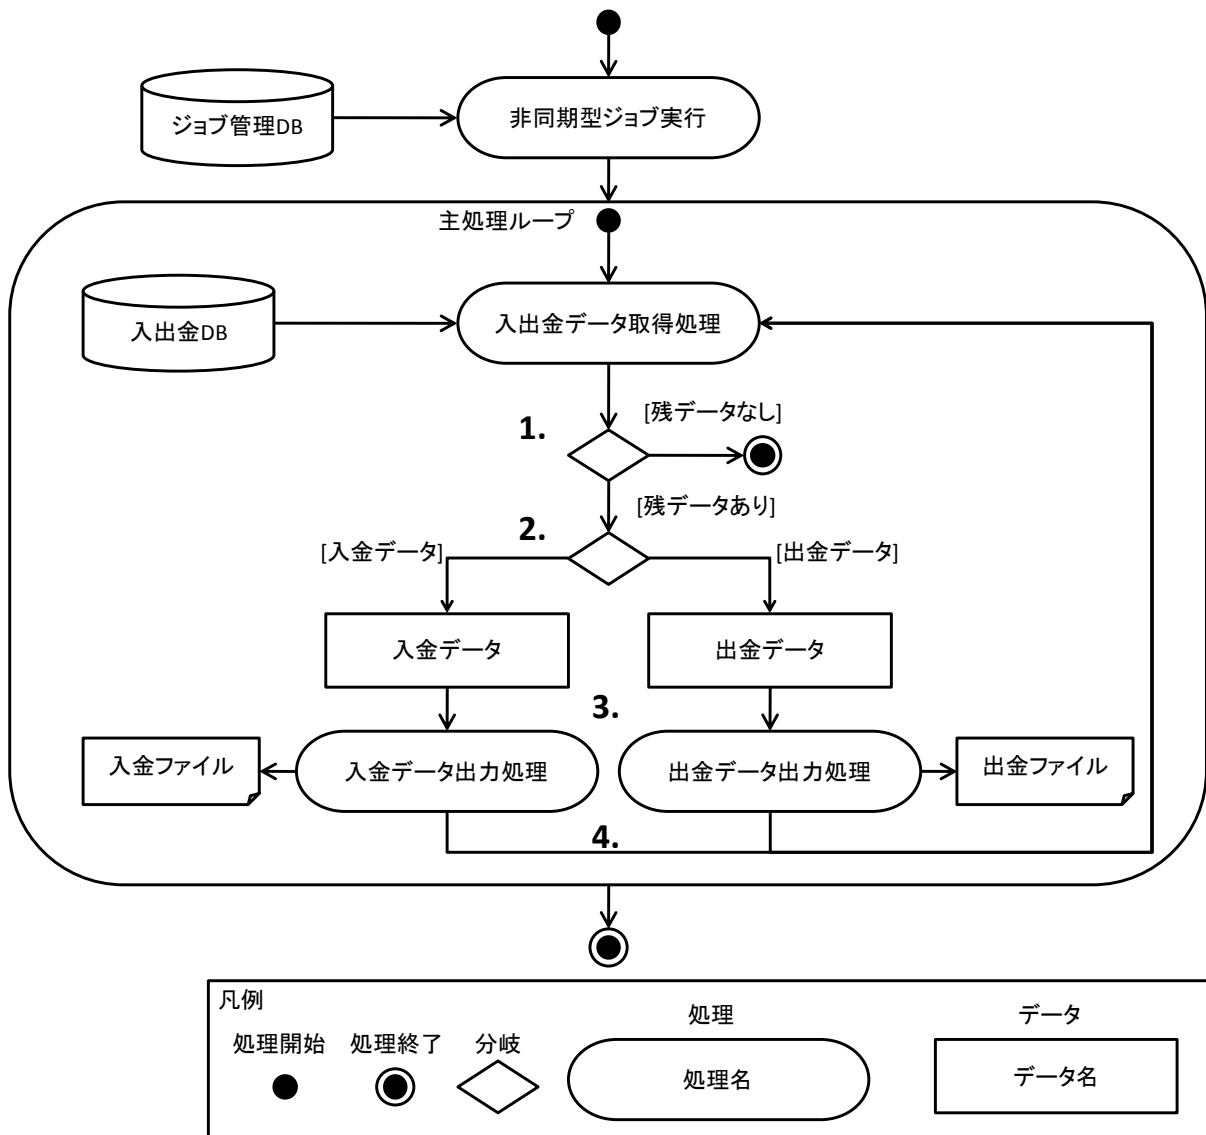 ジョブ管理DB
非同期型ジョブ実行
主処理ループ
入出金DB
入出金データ取得処理
1.
[残データなし]
[残データあり]
2.
[入金データ]
[出金データ]
入金データ
出金データ
3.
入金ファイル
入金データ出力処理
出金データ出力処理
出金ファイル
4.
凡例
処理開始
処理終了
分岐
処理
データ
処理名
データ名